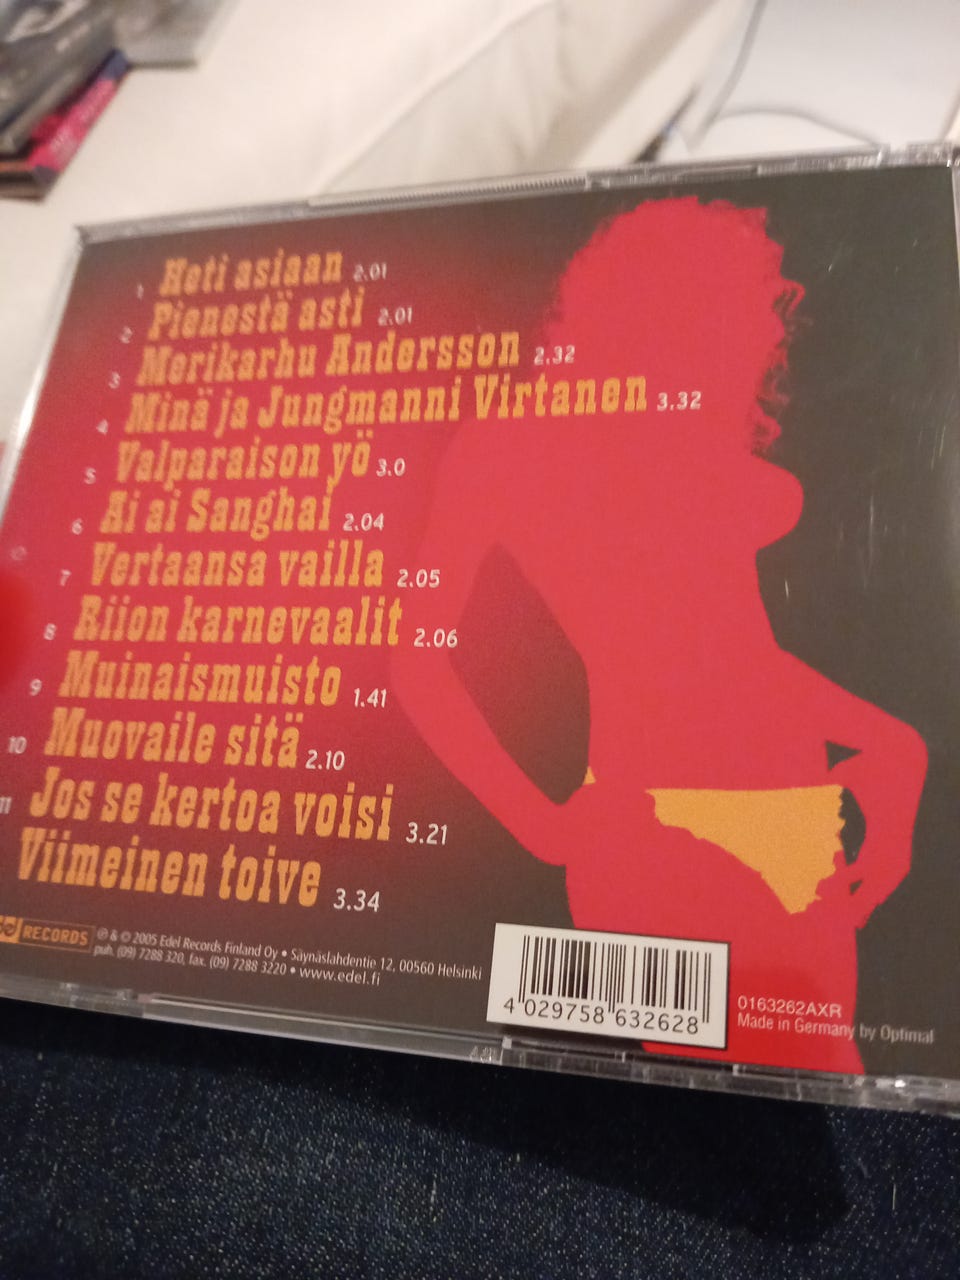 1 Heti asiaan 2.01
2 Pienestä asti 2.01
3 Merikarhu Andersson 2.32
4 Minä ja Jungmanni Virtanen 3.32
5 Valparaison yö 3.0
6 Ai ai Sanghai 2.04
7 Vertaansa vailla 2.05
8 Riion karnevaalit 2.06
9 Muinaismuisto 1.41
10 Muovaile sitä 2.10
11 Jos se kertoa voisi 3.21
Viimeinen toive 3.34
RECORDS
℗ & © 2005 Edel Records Finland Oy • Säynäslahdentie 12, 00560 Helsinki
puh. (09) 7288 320, fax. (09) 7288 3220 • www.edel.fi
4 029758 632628
0163262AXR
Made in Germany by Optimal